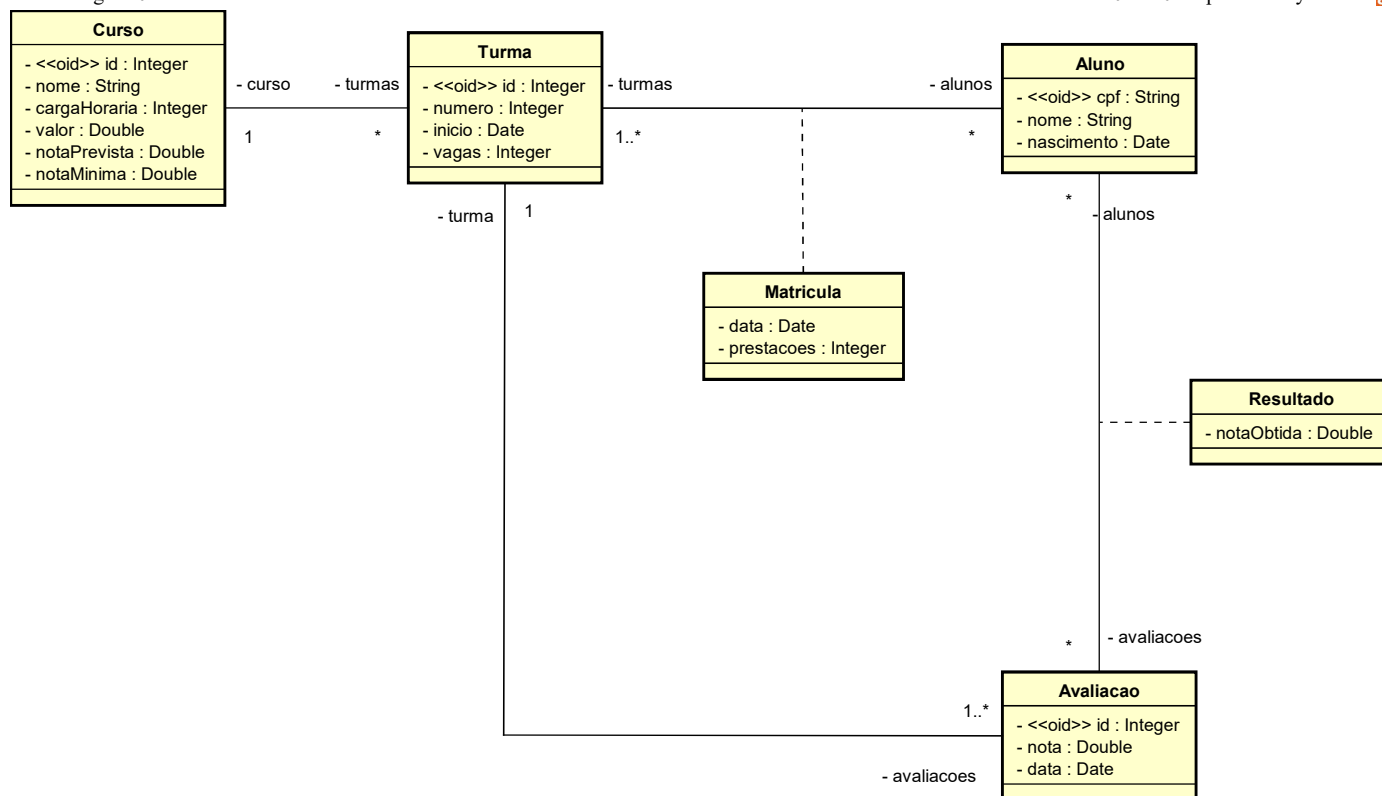 Curso
- <<oid>> id : Integer
- nome : String
- cargaHoraria : Integer
- valor : Double
- notaPrevista : Double
- notaMinima : Double
- curso
1
- turmas
*
Turma
- <<oid>> id : Integer
- numero : Integer
- inicio : Date
- vagas : Integer
- turmas
1..*
- alunos
*
Aluno
- <<oid>> cpf : String
- nome : String
- nascimento : Date
- turma
1
*
- alunos
Matricula
- data : Date
- prestacoes : Integer
Resultado
- notaObtida : Double
*
- avaliacoes
1..*
- avaliacoes
Avaliacao
- <<oid>> id : Integer
- nota : Double
- data : Date